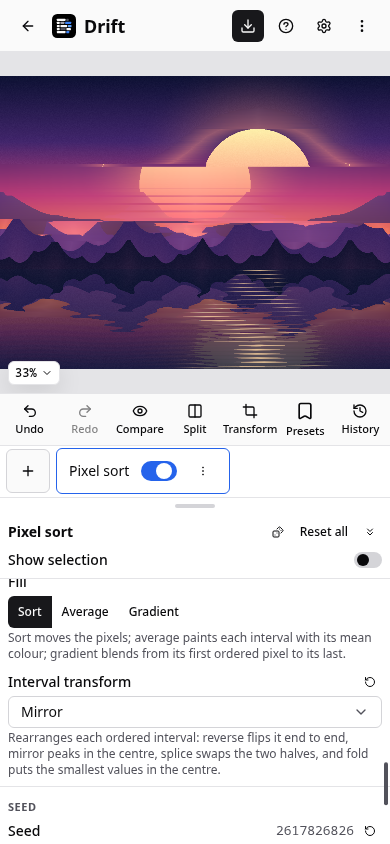 Drift
33%
Undo
Redo
Compare
Split
Transform
Presets
History
Pixel sort
Pixel sort
Reset all
Show selection
Fill
Sort
Average
Gradient
Sort moves the pixels; average paints each interval with its mean
colour; gradient blends from its first ordered pixel to its last.
Interval transform
Mirror
Rearranges each ordered interval: reverse flips it end to end,
mirror peaks in the centre, splice swaps the two halves, and fold
puts the smallest values in the centre.
SEED
Seed
2617826826